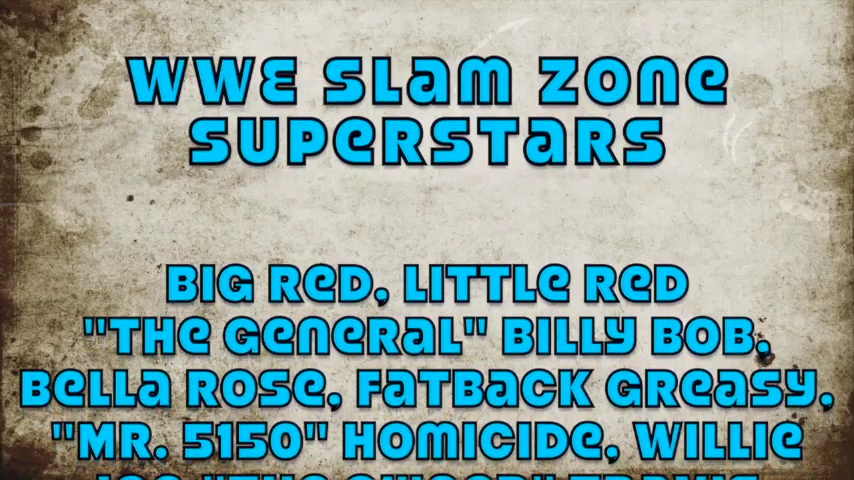 WWE SLAM ZONE
SUPERSTARS
BIG RED, LITTLE RED
"THE GENERAL" BILLY BOB,
BELLA ROSE, FATBACK GREASY,
"MR. 5150" HOMICIDE, WILLIE